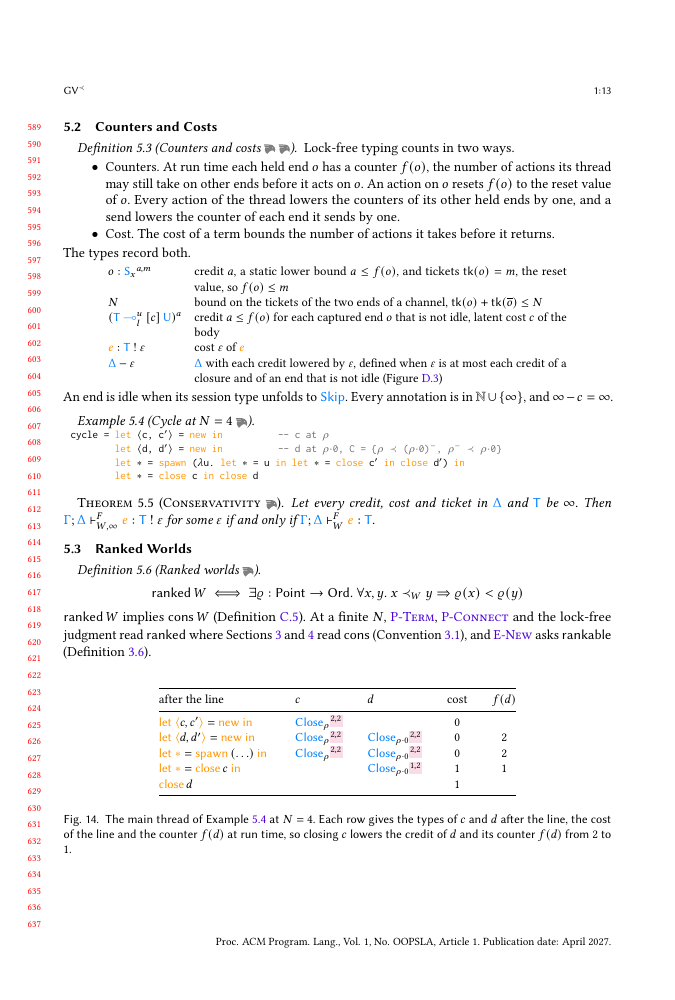 GV≺ 1:13
589 5.2 Counters and Costs
590 Definition 5.3 (Counters and costs). Lock-free typing counts in two ways.
591 • Counters. At run time each held end o has a counter f(o), the number of actions its thread
592 may still take on other ends before it acts on o. An action on o resets f(o) to the reset value
593 of o. Every action of the thread lowers the counters of its other held ends by one, and a
594 send lowers the counter of each end it sends by one.
595 • Cost. The cost of a term bounds the number of actions it takes before it returns.
596 The types record both.
597
598 o : Sₓᵃ,ᵐ credit a, a static lower bound a ≤ f(o), and tickets tk(o) = m, the reset
599 value, so f(o) ≤ m
600 N bound on the tickets of the two ends of a channel, tk(o) + tk(o̅) ≤ N
601 (T ⊸ᵘₗ [c] U)ᵃ credit a ≤ f(o) for each captured end o that is not idle, latent cost c of the
602 body
603 e : T ! ε cost ε of e
604 Δ − ε Δ with each credit lowered by ε, defined when ε is at most each credit of a
closure and of an end that is not idle (Figure D.3)
605 An end is idle when its session type unfolds to Skip. Every annotation is in ℕ ∪ {∞}, and ∞ − c = ∞.
606
607 Example 5.4 (Cycle at N = 4).
608 cycle = let ⟨c, c′⟩ = new in -- c at ρ
609 let ⟨d, d′⟩ = new in -- d at ρ·0, C = {ρ ≺ (ρ·0)⁻, ρ⁻ ≺ ρ·0}
let * = spawn (λu. let * = u in let * = close c′ in close d′) in
610 let * = close c in close d
611
612 Theorem 5.5 (Conservativity). Let every credit, cost and ticket in Δ and T be ∞. Then
613 Γ; Δ ⊢ꟳ_W,∞ e : T ! ε for some ε if and only if Γ; Δ ⊢ꟳ_W e : T.
614
615 5.3 Ranked Worlds
616 Definition 5.6 (Ranked worlds).
617 ranked W ⟺ ∃ϱ : Point → Ord. ∀x, y. x ≺_W y ⇒ ϱ(x) < ϱ(y)
618
619 ranked W implies cons W (Definition C.5). At a finite N, P-Term, P-Connect and the lock-free
620 judgment read ranked where Sections 3 and 4 read cons (Convention 3.1), and E-New asks rankable
621 (Definition 3.6).
622
623 after the line c d cost f(d)
624
625 let ⟨c, c′⟩ = new in Close_ρ^2,2 0
626 let ⟨d, d′⟩ = new in Close_ρ^2,2 Close_ρ·0^2,2 0 2
627 let * = spawn (...) in Close_ρ^2,2 Close_ρ·0^2,2 0 2
628 let * = close c in Close_ρ·0^1,2 1 1
629 close d 1
630
631 Fig. 14. The main thread of Example 5.4 at N = 4. Each row gives the types of c and d after the line, the cost
632 of the line and the counter f(d) at run time, so closing c lowers the credit of d and its counter f(d) from 2 to
633 1.
634
635
636
637
Proc. ACM Program. Lang., Vol. 1, No. OOPSLA, Article 1. Publication date: April 2027.